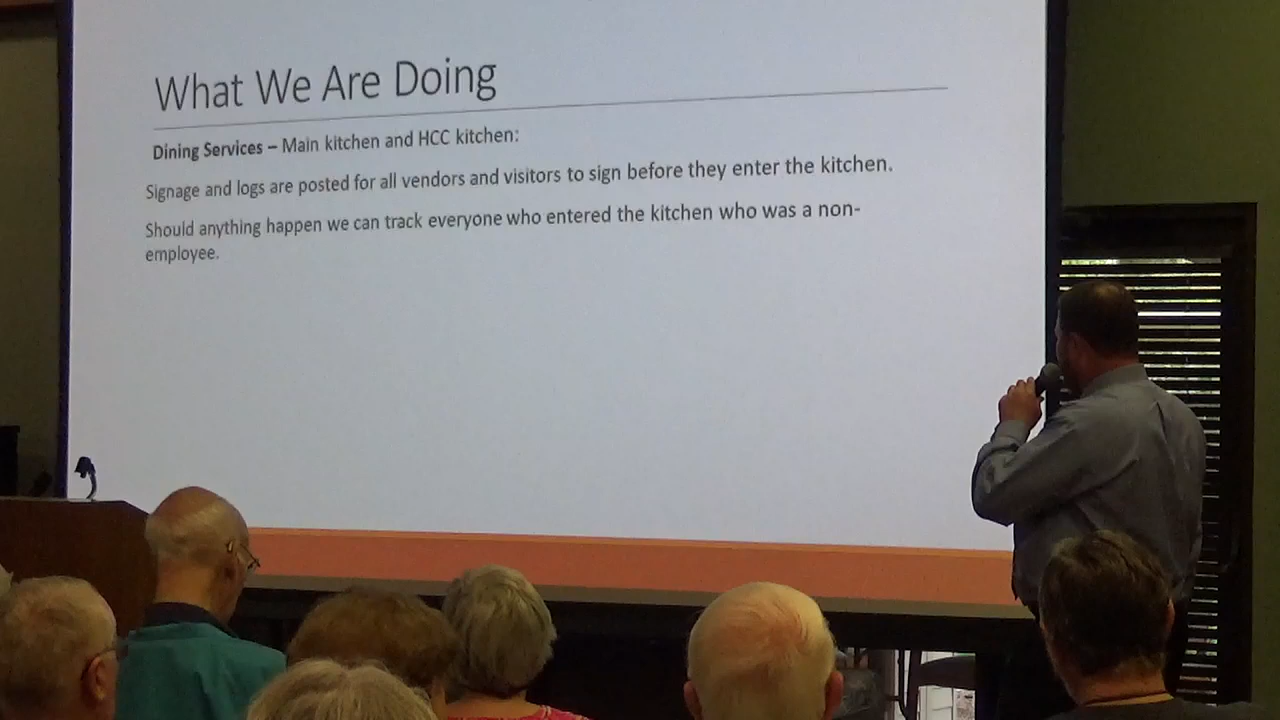 What We Are Doing
Dining Services – Main kitchen and HCC kitchen:
Signage and logs are posted for all vendors and visitors to sign before they enter the kitchen.
Should anything happen we can track everyone who entered the kitchen who was a non-
employee.